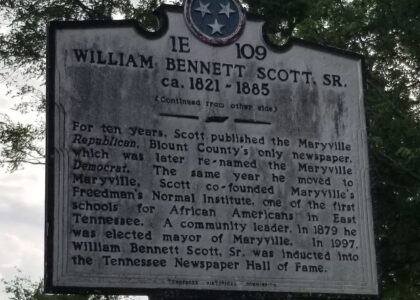 1E 109
WILLIAM BENNETT SCOTT, SR.
ca. 1821 - 1885
(Continued from other side)
For ten years, Scott published the Maryville
Republican, Blount County's only newspaper,
which was later re-named the Maryville
Democrat. The same year he moved to
Maryville, Scott co-founded Maryville's
Freedman's Normal Institute, one of the first
schools for African Americans in East
Tennessee. A community leader, in 1879 he
was elected mayor of Maryville. In 1997,
William Bennett Scott, Sr. was inducted into
the Tennessee Newspaper Hall of Fame.
TENNESSEE HISTORICAL COMMISSION